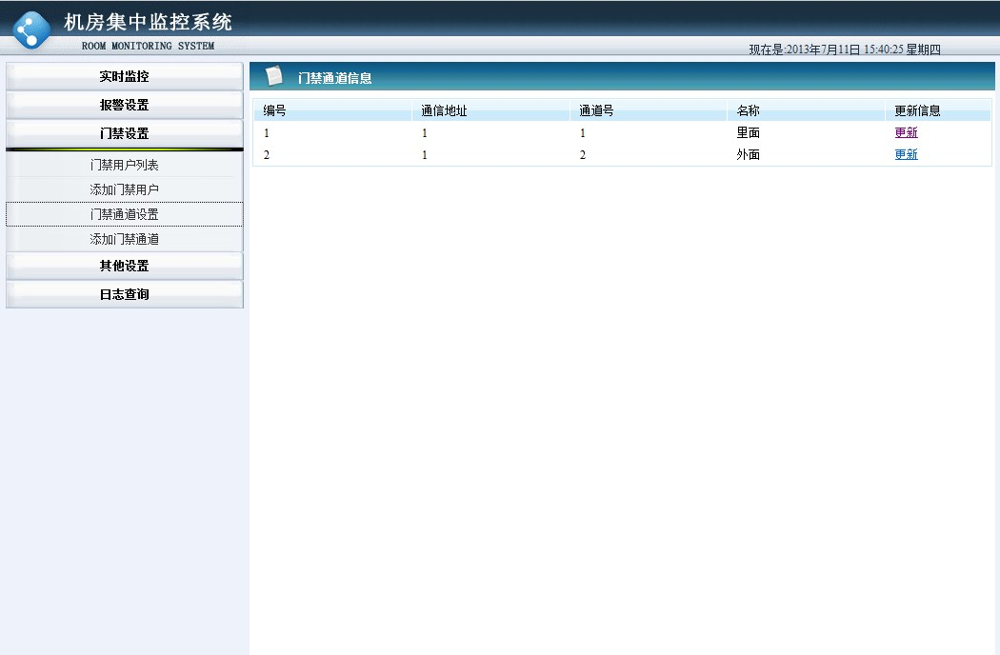 机房集中监控系统
ROOM MONITORING SYSTEM
现在是:2013年7月11日 15:40:25 星期四
实时监控
报警设置
门禁设置
门禁用户列表
添加门禁用户
门禁通道设置
添加门禁通道
其他设置
日志查询
门禁通道信息
编号 通信地址 通道号 名称 更新信息
1 1 1 里面 更新
2 1 2 外面 更新